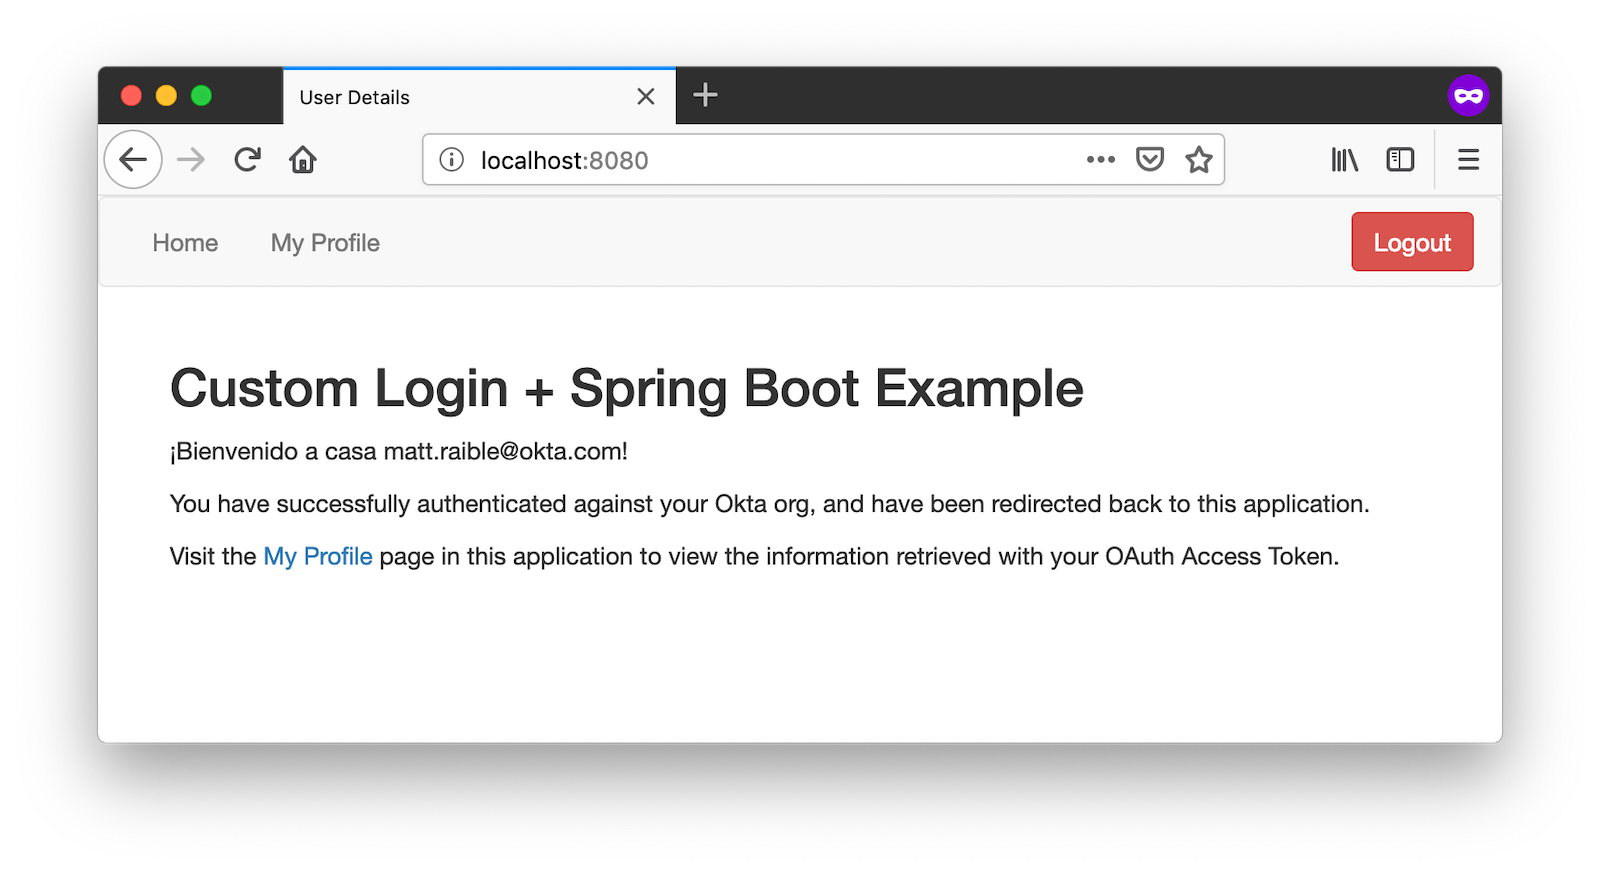 User Details
localhost:8080
Home My Profile Logout
Custom Login + Spring Boot Example
¡Bienvenido a casa matt.raible@okta.com!
You have successfully authenticated against your Okta org, and have been redirected back to this application.
Visit the My Profile page in this application to view the information retrieved with your OAuth Access Token.